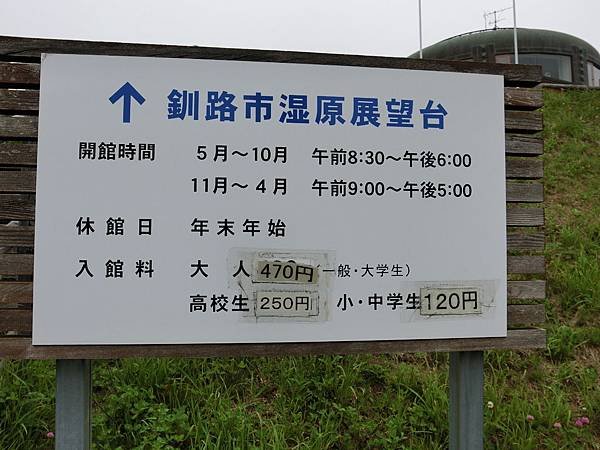 ↑ 釧路市湿原展望台
開館時間 5月～10月 午前8:30～午後6:00
11月～4月 午前9:00～午後5:00
休館日 年末年始
入館料 大人 470円 (一般・大学生)
高校生 250円 小・中学生 120円